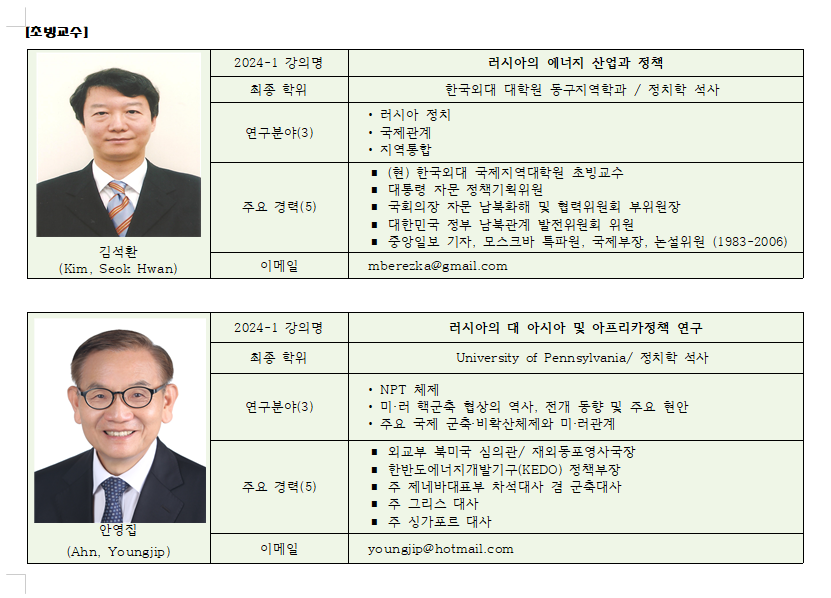 [초빙교수]
2024-1 강의명
러시아의 에너지 산업과 정책
최종 학위
한국외대 대학원 동구지역학과 / 정치학 석사
연구분야(3)
• 러시아 정치
• 국제관계
• 지역통합
주요 경력(5)
■ (현) 한국외대 국제지역대학원 초빙교수
■ 대통령 자문 정책기획위원
■ 국회의장 자문 남북화해 및 협력위원회 부위원장
■ 대한민국 정부 남북관계 발전위원회 위원
■ 중앙일보 기자, 모스크바 특파원, 국제부장, 논설위원 (1983-2006)
김석환
(Kim, Seok Hwan)
이메일
mberezka@gmail.com
2024-1 강의명
러시아의 대 아시아 및 아프리카정책 연구
최종 학위
University of Pennsylvania/ 정치학 석사
연구분야(3)
• NPT 체제
• 미·러 핵군축 협상의 역사, 전개 동향 및 주요 현안
• 주요 국제 군축·비확산체제와 미·러관계
주요 경력(5)
■ 외교부 북미국 심의관/ 재외동포영사국장
■ 한반도에너지개발기구(KEDO) 정책부장
■ 주 제네바대표부 차석대사 겸 군축대사
■ 주 그리스 대사
■ 주 싱가포르 대사
안영집
(Ahn, Youngjip)
이메일
youngjip@hotmail.com